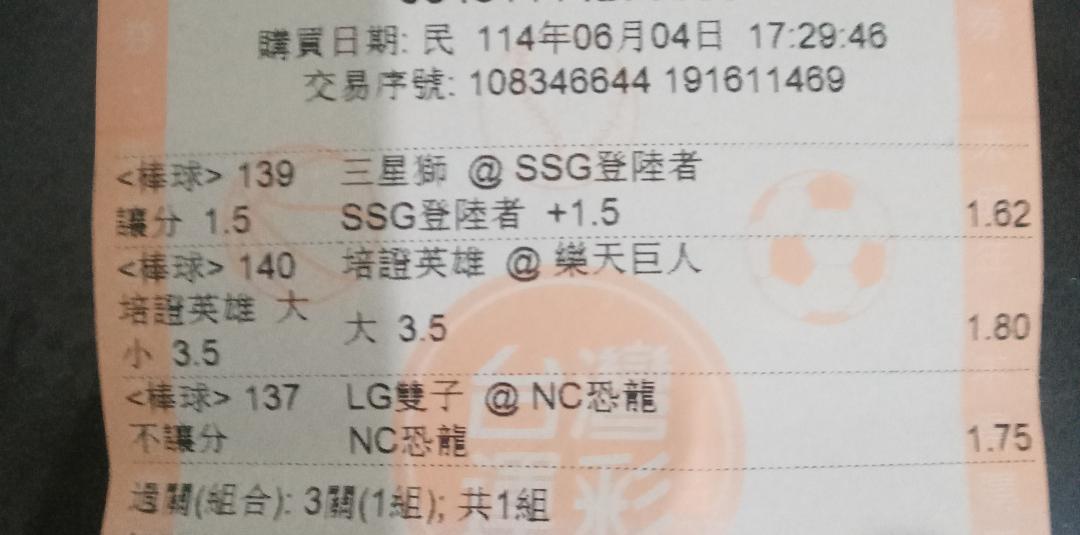 購買日期: 民 114年06月04日 17:29:46
交易序號: 108346644 191611469
<棒球> 139 三星獅 @ SSG登陸者
讓分 1.5 SSG登陸者 +1.5 1.62
<棒球> 140 培證英雄 @ 樂天巨人
培證英雄 大 大 3.5 1.80
小 3.5
<棒球> 137 LG雙子 @ NC恐龍
不讓分 NC恐龍 1.75
過關(組合): 3關(1組); 共1組
台灣
運彩